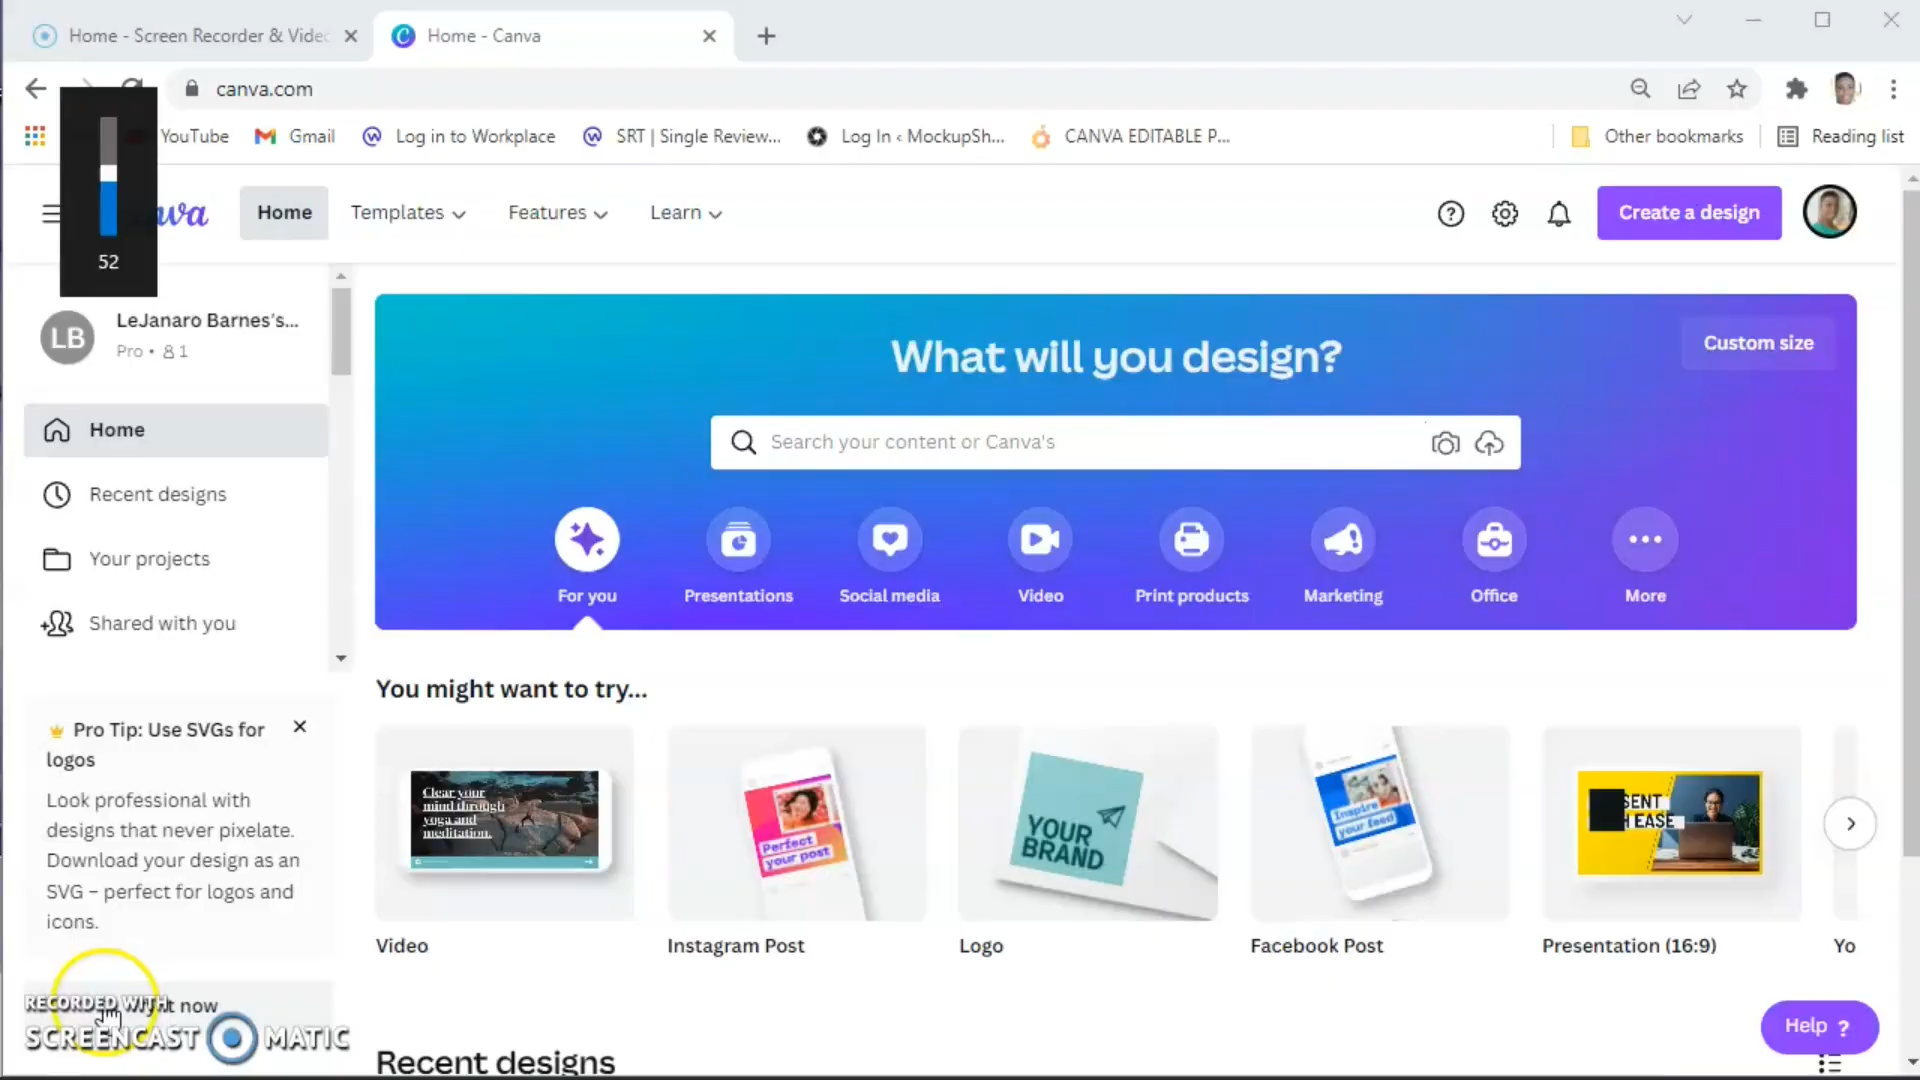 Home - Screen Recorder & Videc
Home - Canva
canva.com
YouTube
Gmail
Log in to Workplace
SRT | Single Review...
Log In ‹ MockupSh...
CANVA EDITABLE P...
Other bookmarks
Reading list
52
va
Home
Templates
Features
Learn
Create a design
LB
LeJanaro Barnes's...
Pro • 1
Home
Recent designs
Your projects
Shared with you
Pro Tip: Use SVGs for
logos
Look professional with
designs that never pixelate.
Download your design as an
SVG – perfect for logos and
icons.
now
RECORDED WITH
SCREENCAST MATIC
What will you design?
Custom size
Search your content or Canva's
For you
Presentations
Social media
Video
Print products
Marketing
Office
More
You might want to try...
Clear your
mind through
yoga and
meditation.
Perfect
your post
YOUR
BRAND
Inspire
your feed
SENT
H EASE
Video
Instagram Post
Logo
Facebook Post
Presentation (16:9)
Yo
Recent designs
Help ?